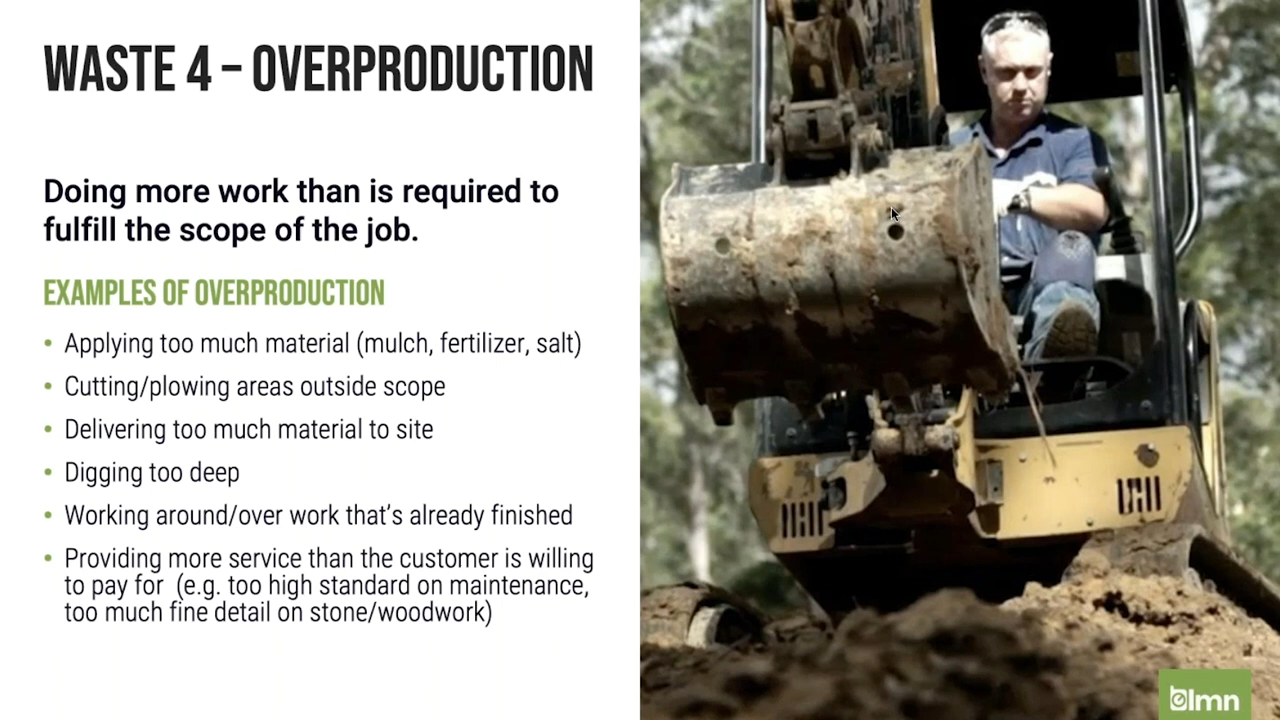 WASTE 4 – OVERPRODUCTION
Doing more work than is required to
fulfill the scope of the job.
EXAMPLES OF OVERPRODUCTION
• Applying too much material (mulch, fertilizer, salt)
• Cutting/plowing areas outside scope
• Delivering too much material to site
• Digging too deep
• Working around/over work that’s already finished
• Providing more service than the customer is willing
to pay for (e.g. too high standard on maintenance,
too much fine detail on stone/woodwork)
lmn